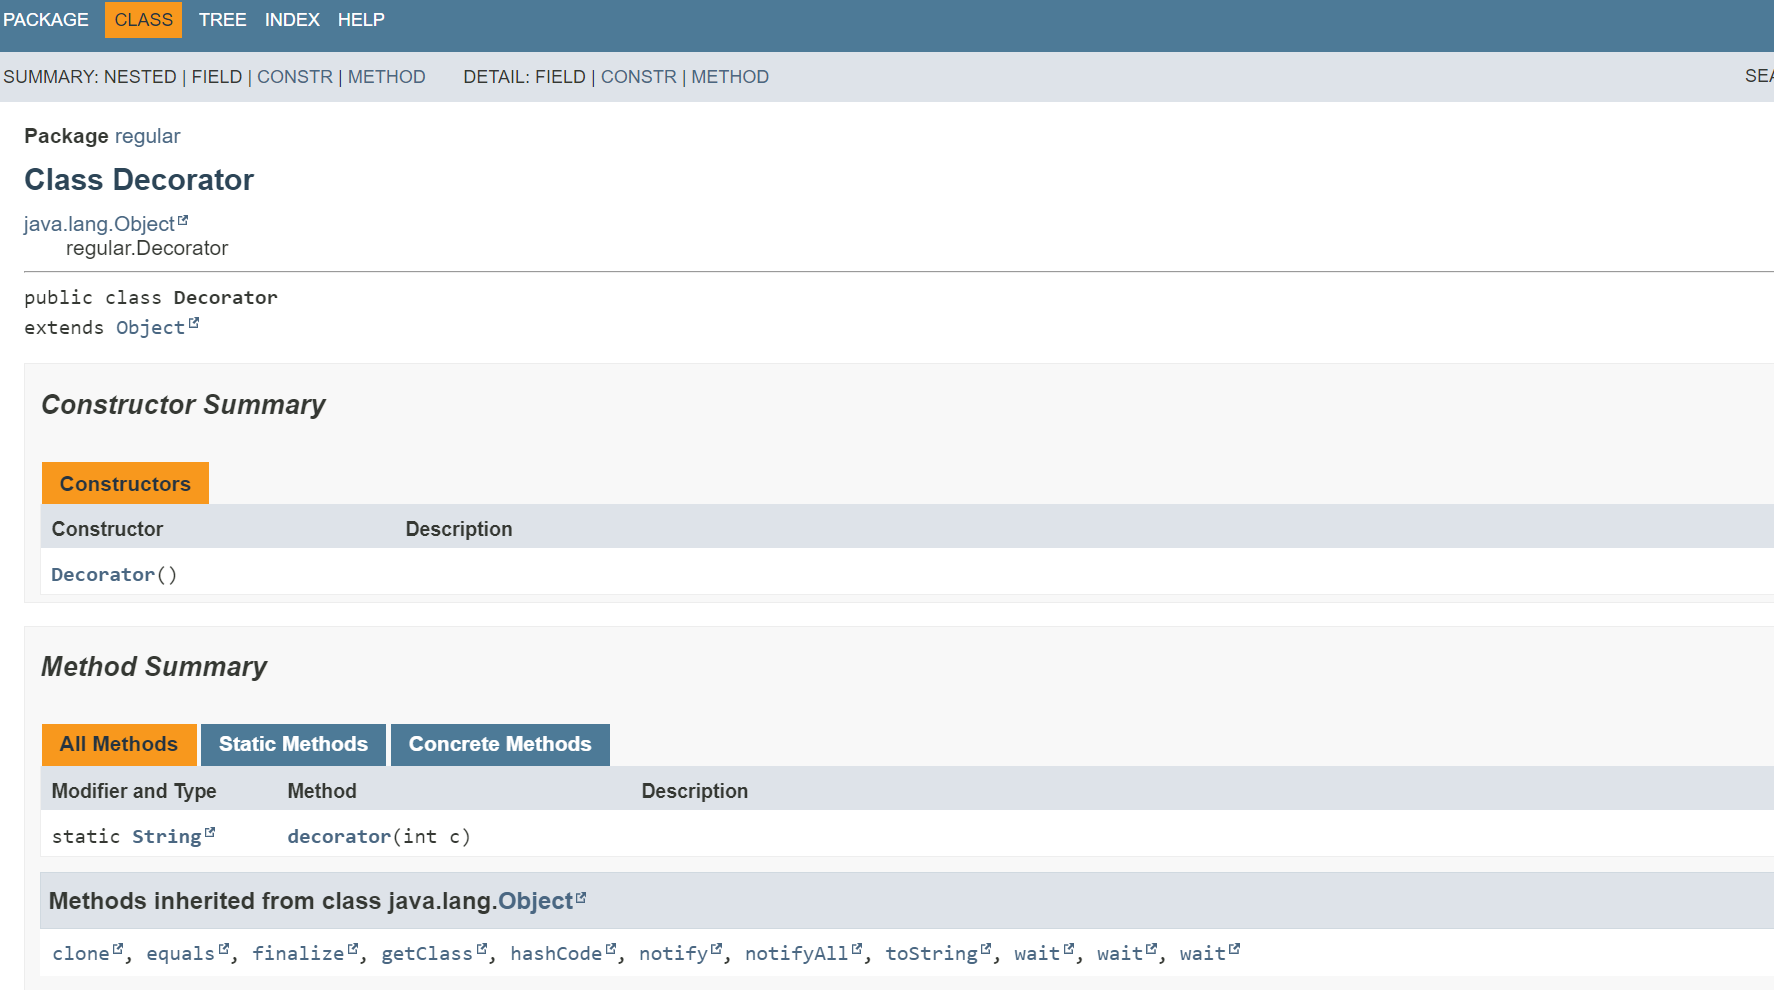 PACKAGE CLASS TREE INDEX HELP
SUMMARY: NESTED | FIELD | CONSTR | METHOD DETAIL: FIELD | CONSTR | METHOD
Package regular
Class Decorator
java.lang.Object
regular.Decorator
public class Decorator
extends Object
Constructor Summary
Constructors
Constructor Description
Decorator()
Method Summary
All Methods Static Methods Concrete Methods
Modifier and Type Method Description
static String decorator(int c)
Methods inherited from class java.lang.Object
clone, equals, finalize, getClass, hashCode, notify, notifyAll, toString, wait, wait, wait